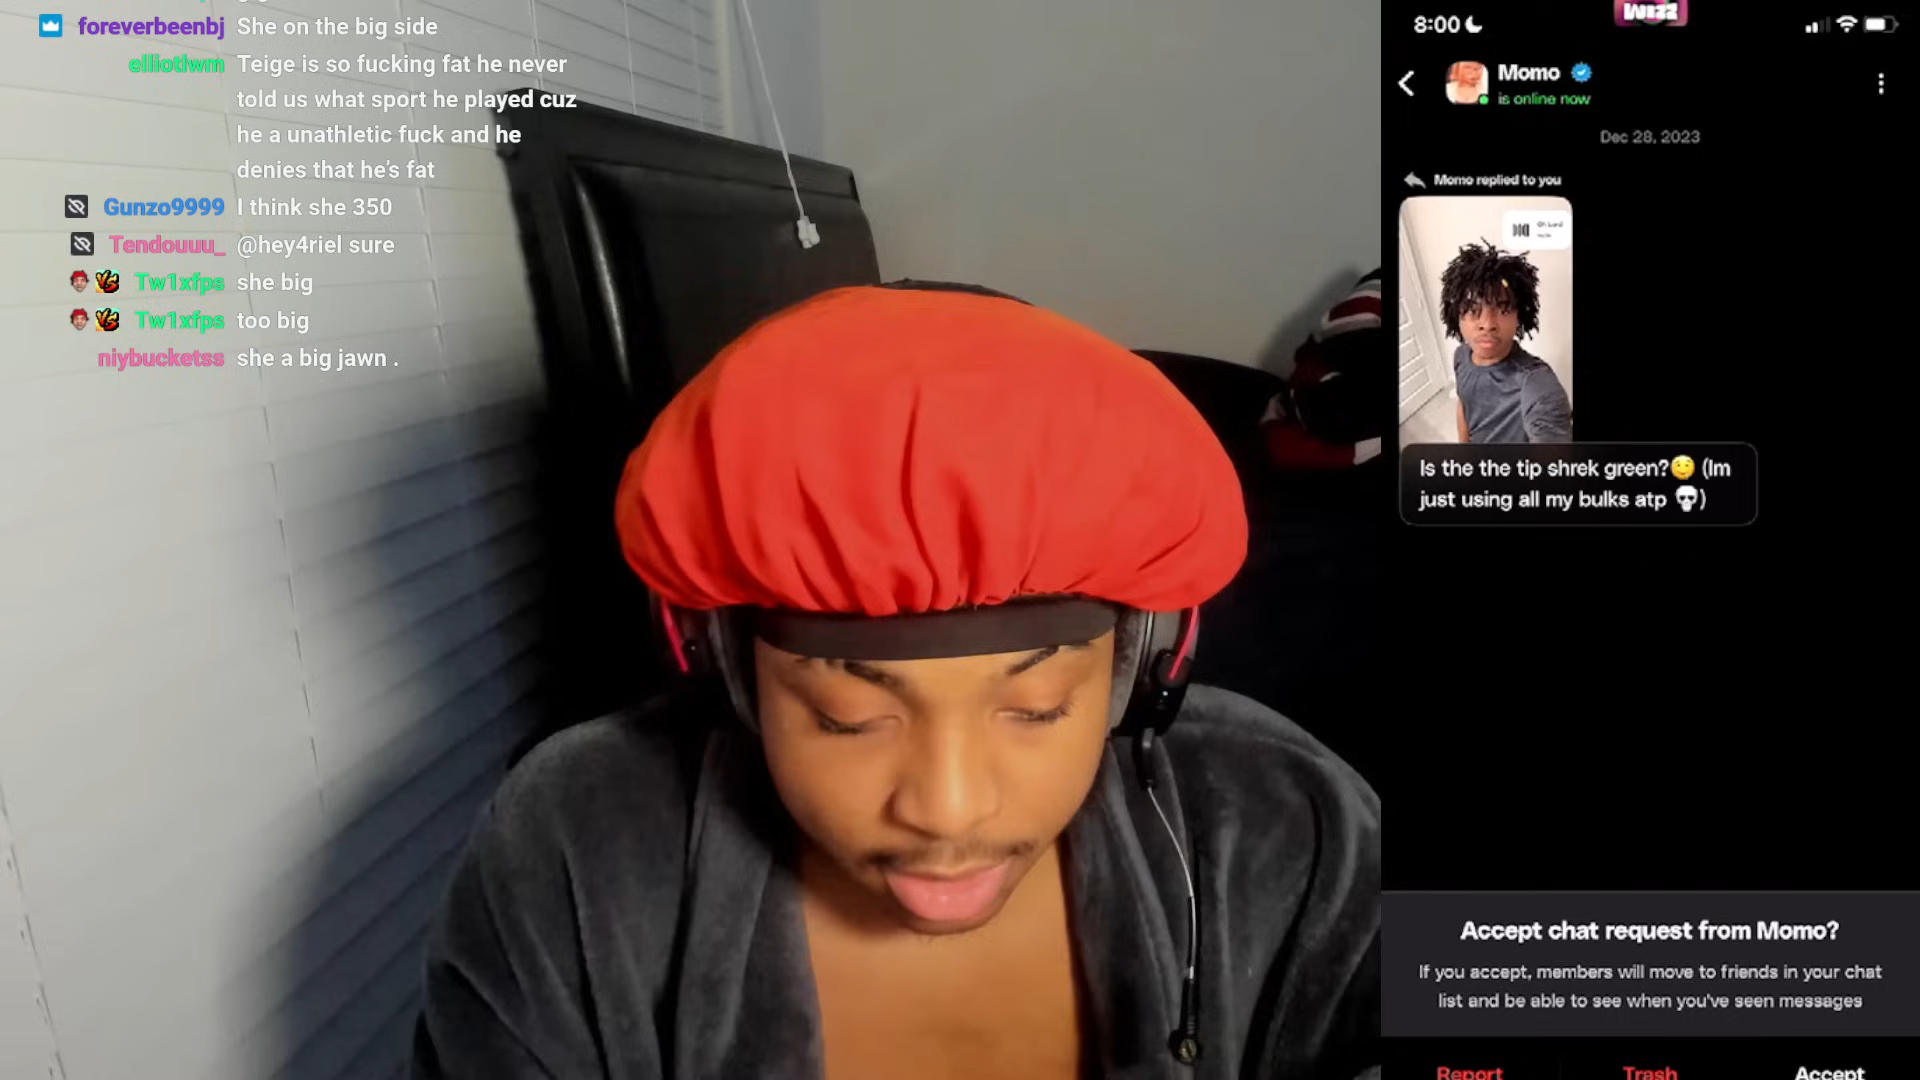 foreverbeenbj She on the big side
elliotlwm Teige is so fucking fat he never
told us what sport he played cuz
he a unathletic fuck and he
denies that he's fat
Gunzo9999 I think she 350
Tendouuu_ @hey4riel sure
Tw1xfps she big
Tw1xfps too big
niybucketss she a big jawn .
8:00
wizz
Momo
is online now
Dec 28, 2023
Momo replied to you
Is the the tip shrek green?🤤 (Im
just using all my bulks atp 💀)
Accept chat request from Momo?
If you accept, members will move to friends in your chat
list and be able to see when you've seen messages
Report Trash Accept